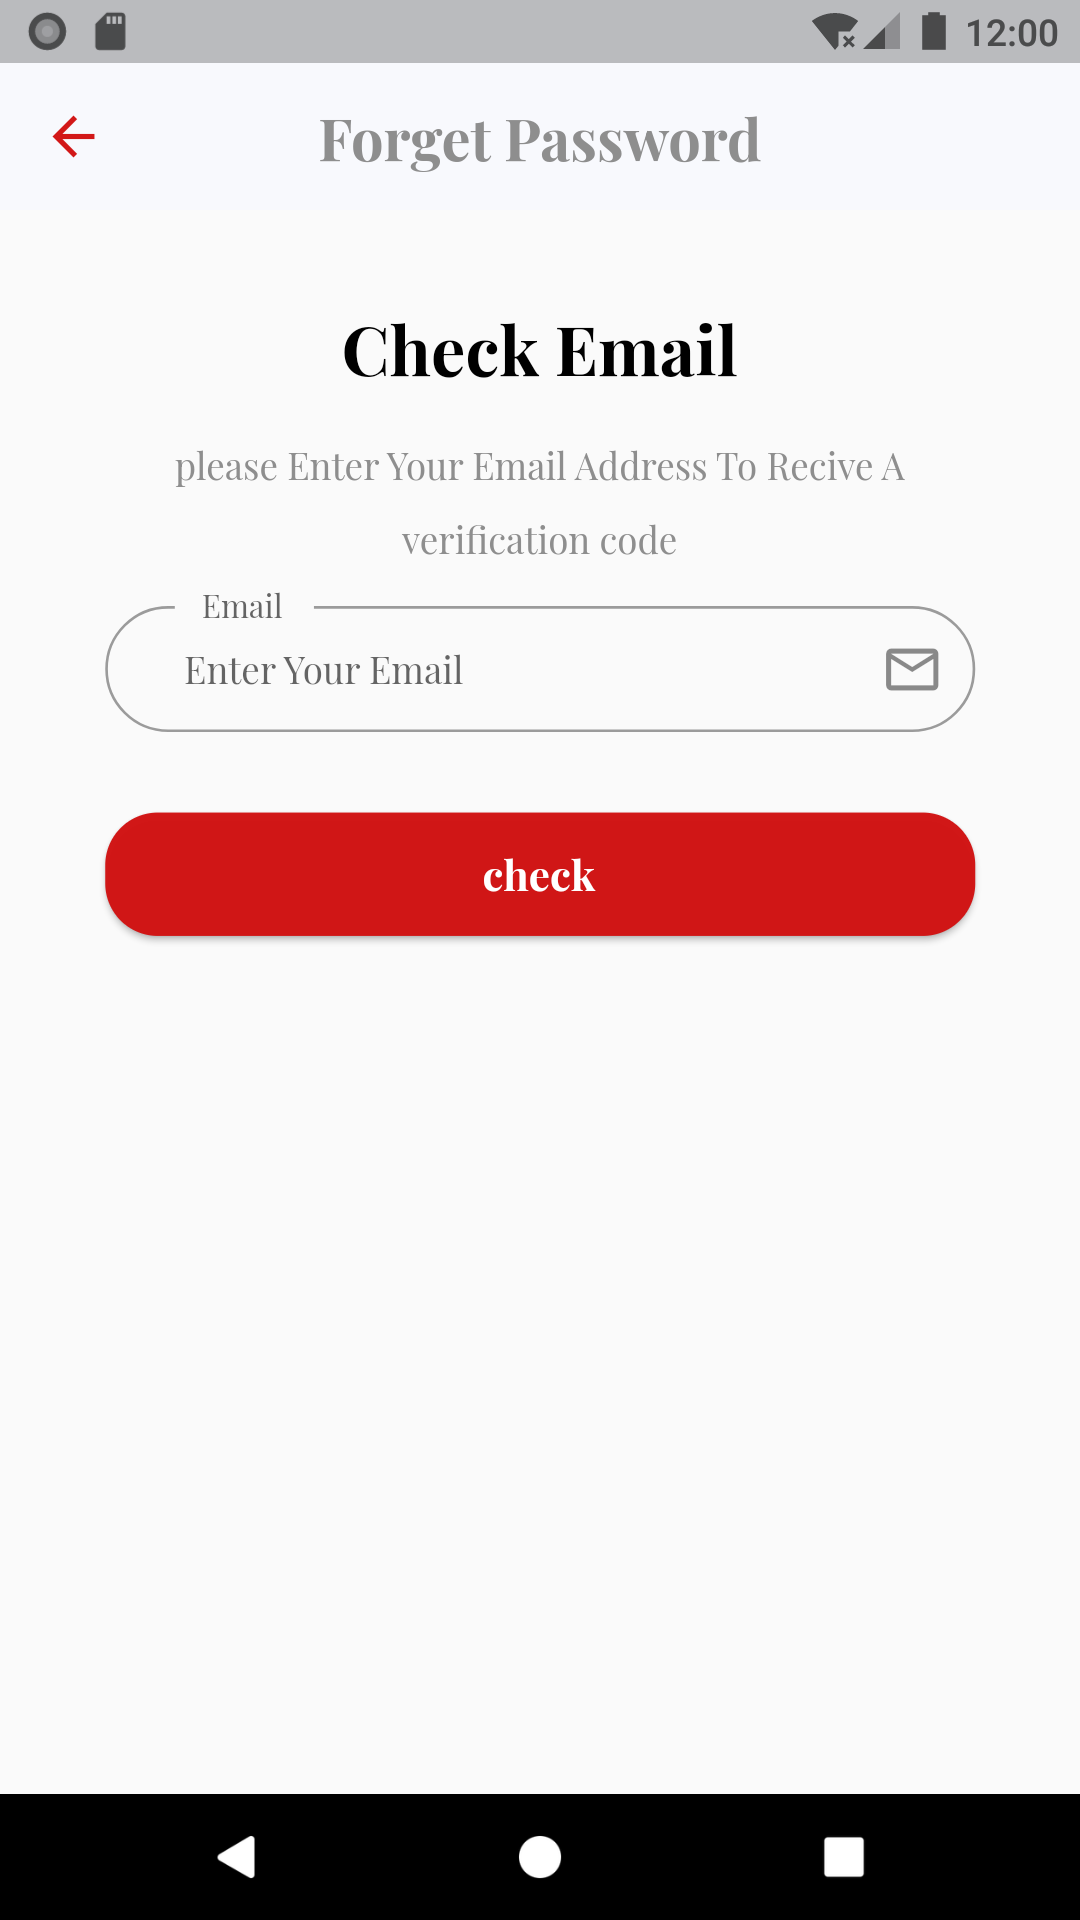 12:00
Forget Password
Check Email
please Enter Your Email Address To Recive A
verification code
Email
Enter Your Email
check